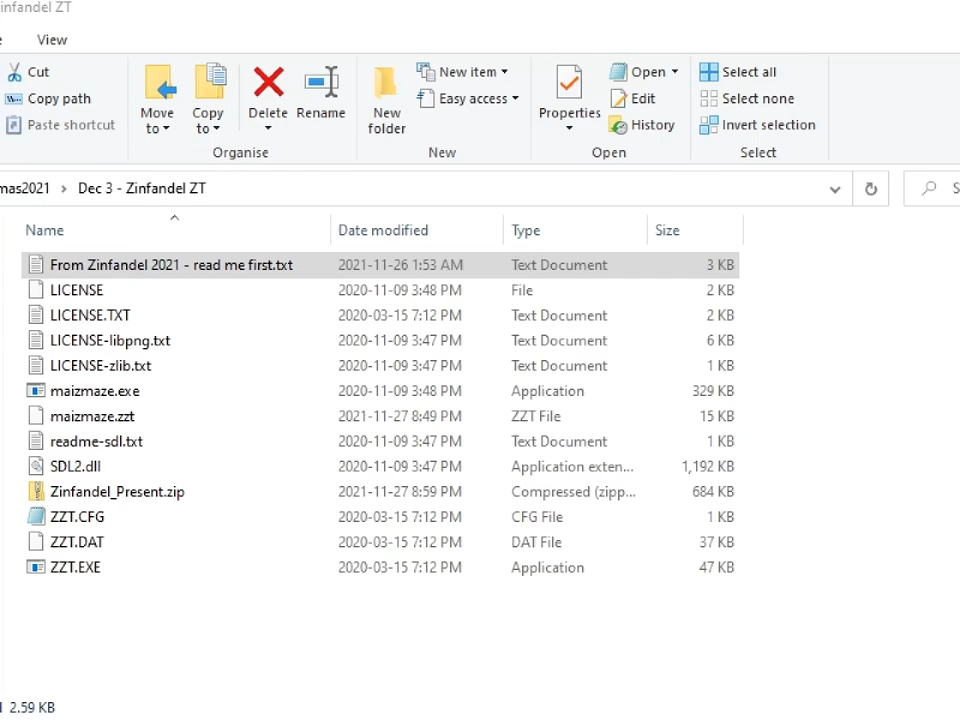 infandel ZT
e View
Cut
Copy path
Paste shortcut
Move to
Copy to
Delete
Rename
Organise
New folder
New item
Easy access
New
Properties
Open
Edit
History
Open
Select all
Select none
Invert selection
Select
mas2021 › Dec 3 - Zinfandel ZT S
Name Date modified Type Size
From Zinfandel 2021 - read me first.txt 2021-11-26 1:53 AM Text Document 3 KB
LICENSE 2020-11-09 3:48 PM File 2 KB
LICENSE.TXT 2020-03-15 7:12 PM Text Document 2 KB
LICENSE-libpng.txt 2020-11-09 3:47 PM Text Document 6 KB
LICENSE-zlib.txt 2020-11-09 3:47 PM Text Document 1 KB
maizmaze.exe 2020-11-09 3:48 PM Application 329 KB
maizmaze.zzt 2021-11-27 8:49 PM ZZT File 15 KB
readme-sdl.txt 2020-11-09 3:47 PM Text Document 1 KB
SDL2.dll 2020-11-09 3:47 PM Application exten... 1,192 KB
Zinfandel_Present.zip 2021-11-27 8:59 PM Compressed (zipp... 684 KB
ZZT.CFG 2020-03-15 7:12 PM CFG File 1 KB
ZZT.DAT 2020-03-15 7:12 PM DAT File 37 KB
ZZT.EXE 2020-03-15 7:12 PM Application 47 KB
2.59 KB